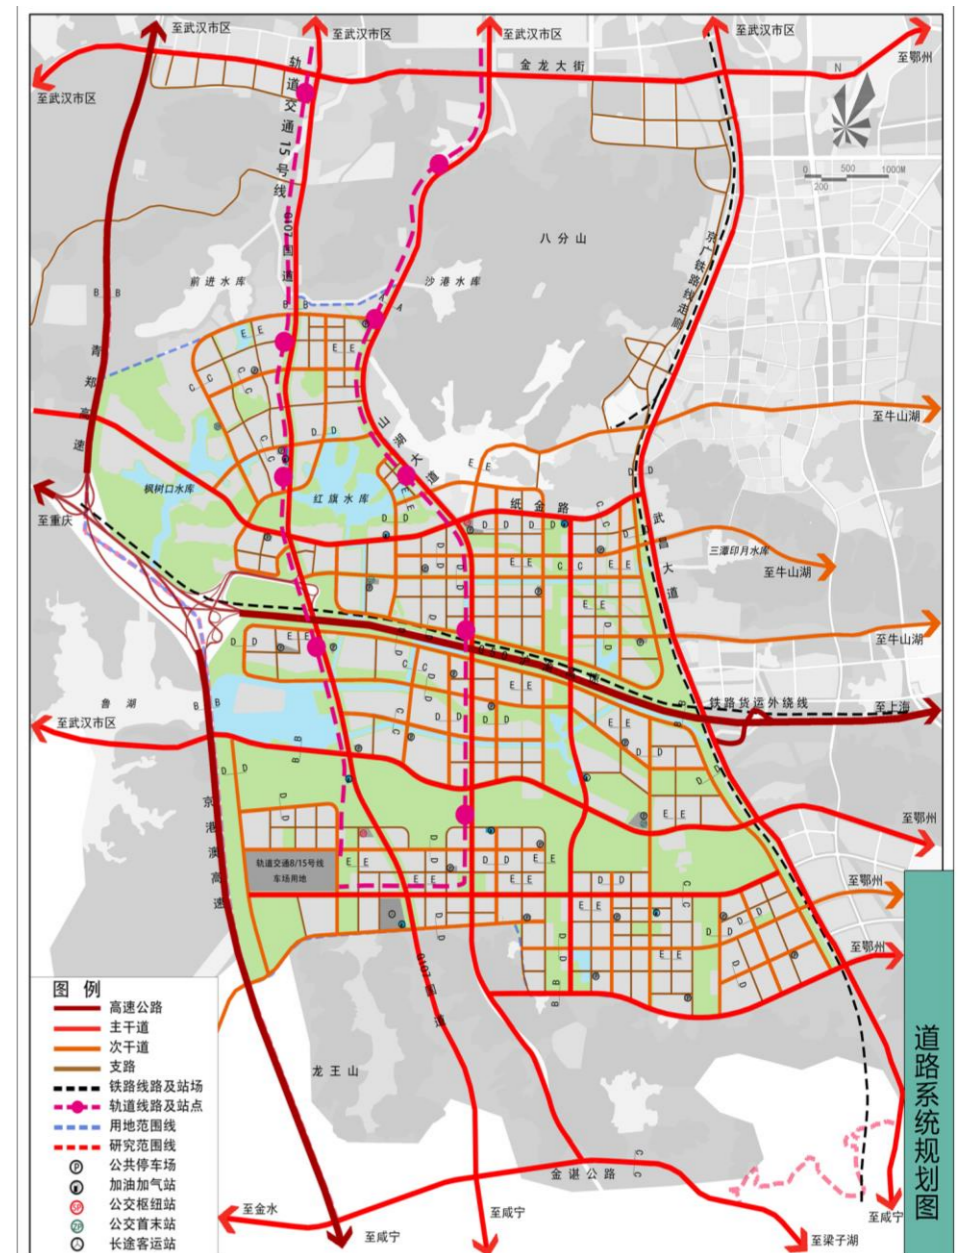 至武汉市区
至武汉市区
至武汉市区
至武汉市区
至鄂州
金龙大街
至武汉市区
轨道交通15号线
N
0
500
1000M
200
八分山
京广铁路线走廊
G107国道
前进水库
沙港水库
B B
B B
A A
E E
E E
C C
青郑高速
山湖大道
D D
至牛山湖
E E
D D
枫树口水库
红旗水库
纸金路
至重庆
武昌大道
三潭印月水库
至牛山湖
D D
D D
D D
C C
E E
E E
至牛山湖
D D
E E
C C
E E
鲁湖
B B
铁路货运外绕线
至上海
至武汉市区
E E
D D
D D
京港澳高速
至鄂州
E E
轨道交通8/15号线
车场用地
E E
D D
E E
E E
D D
至鄂州
E E
D D
D D
至鄂州
E E
G107国道
龙王山
金谌公路
至金水
至咸宁
至咸宁
至梁子湖
至咸宁
图 例
高速公路
主干道
次干道
支路
铁路线路及站场
轨道线路及站点
用地范围线
研究范围线
P 公共停车场
加油加气站
公交枢纽站
公交首末站
长途客运站
道路系统规划图